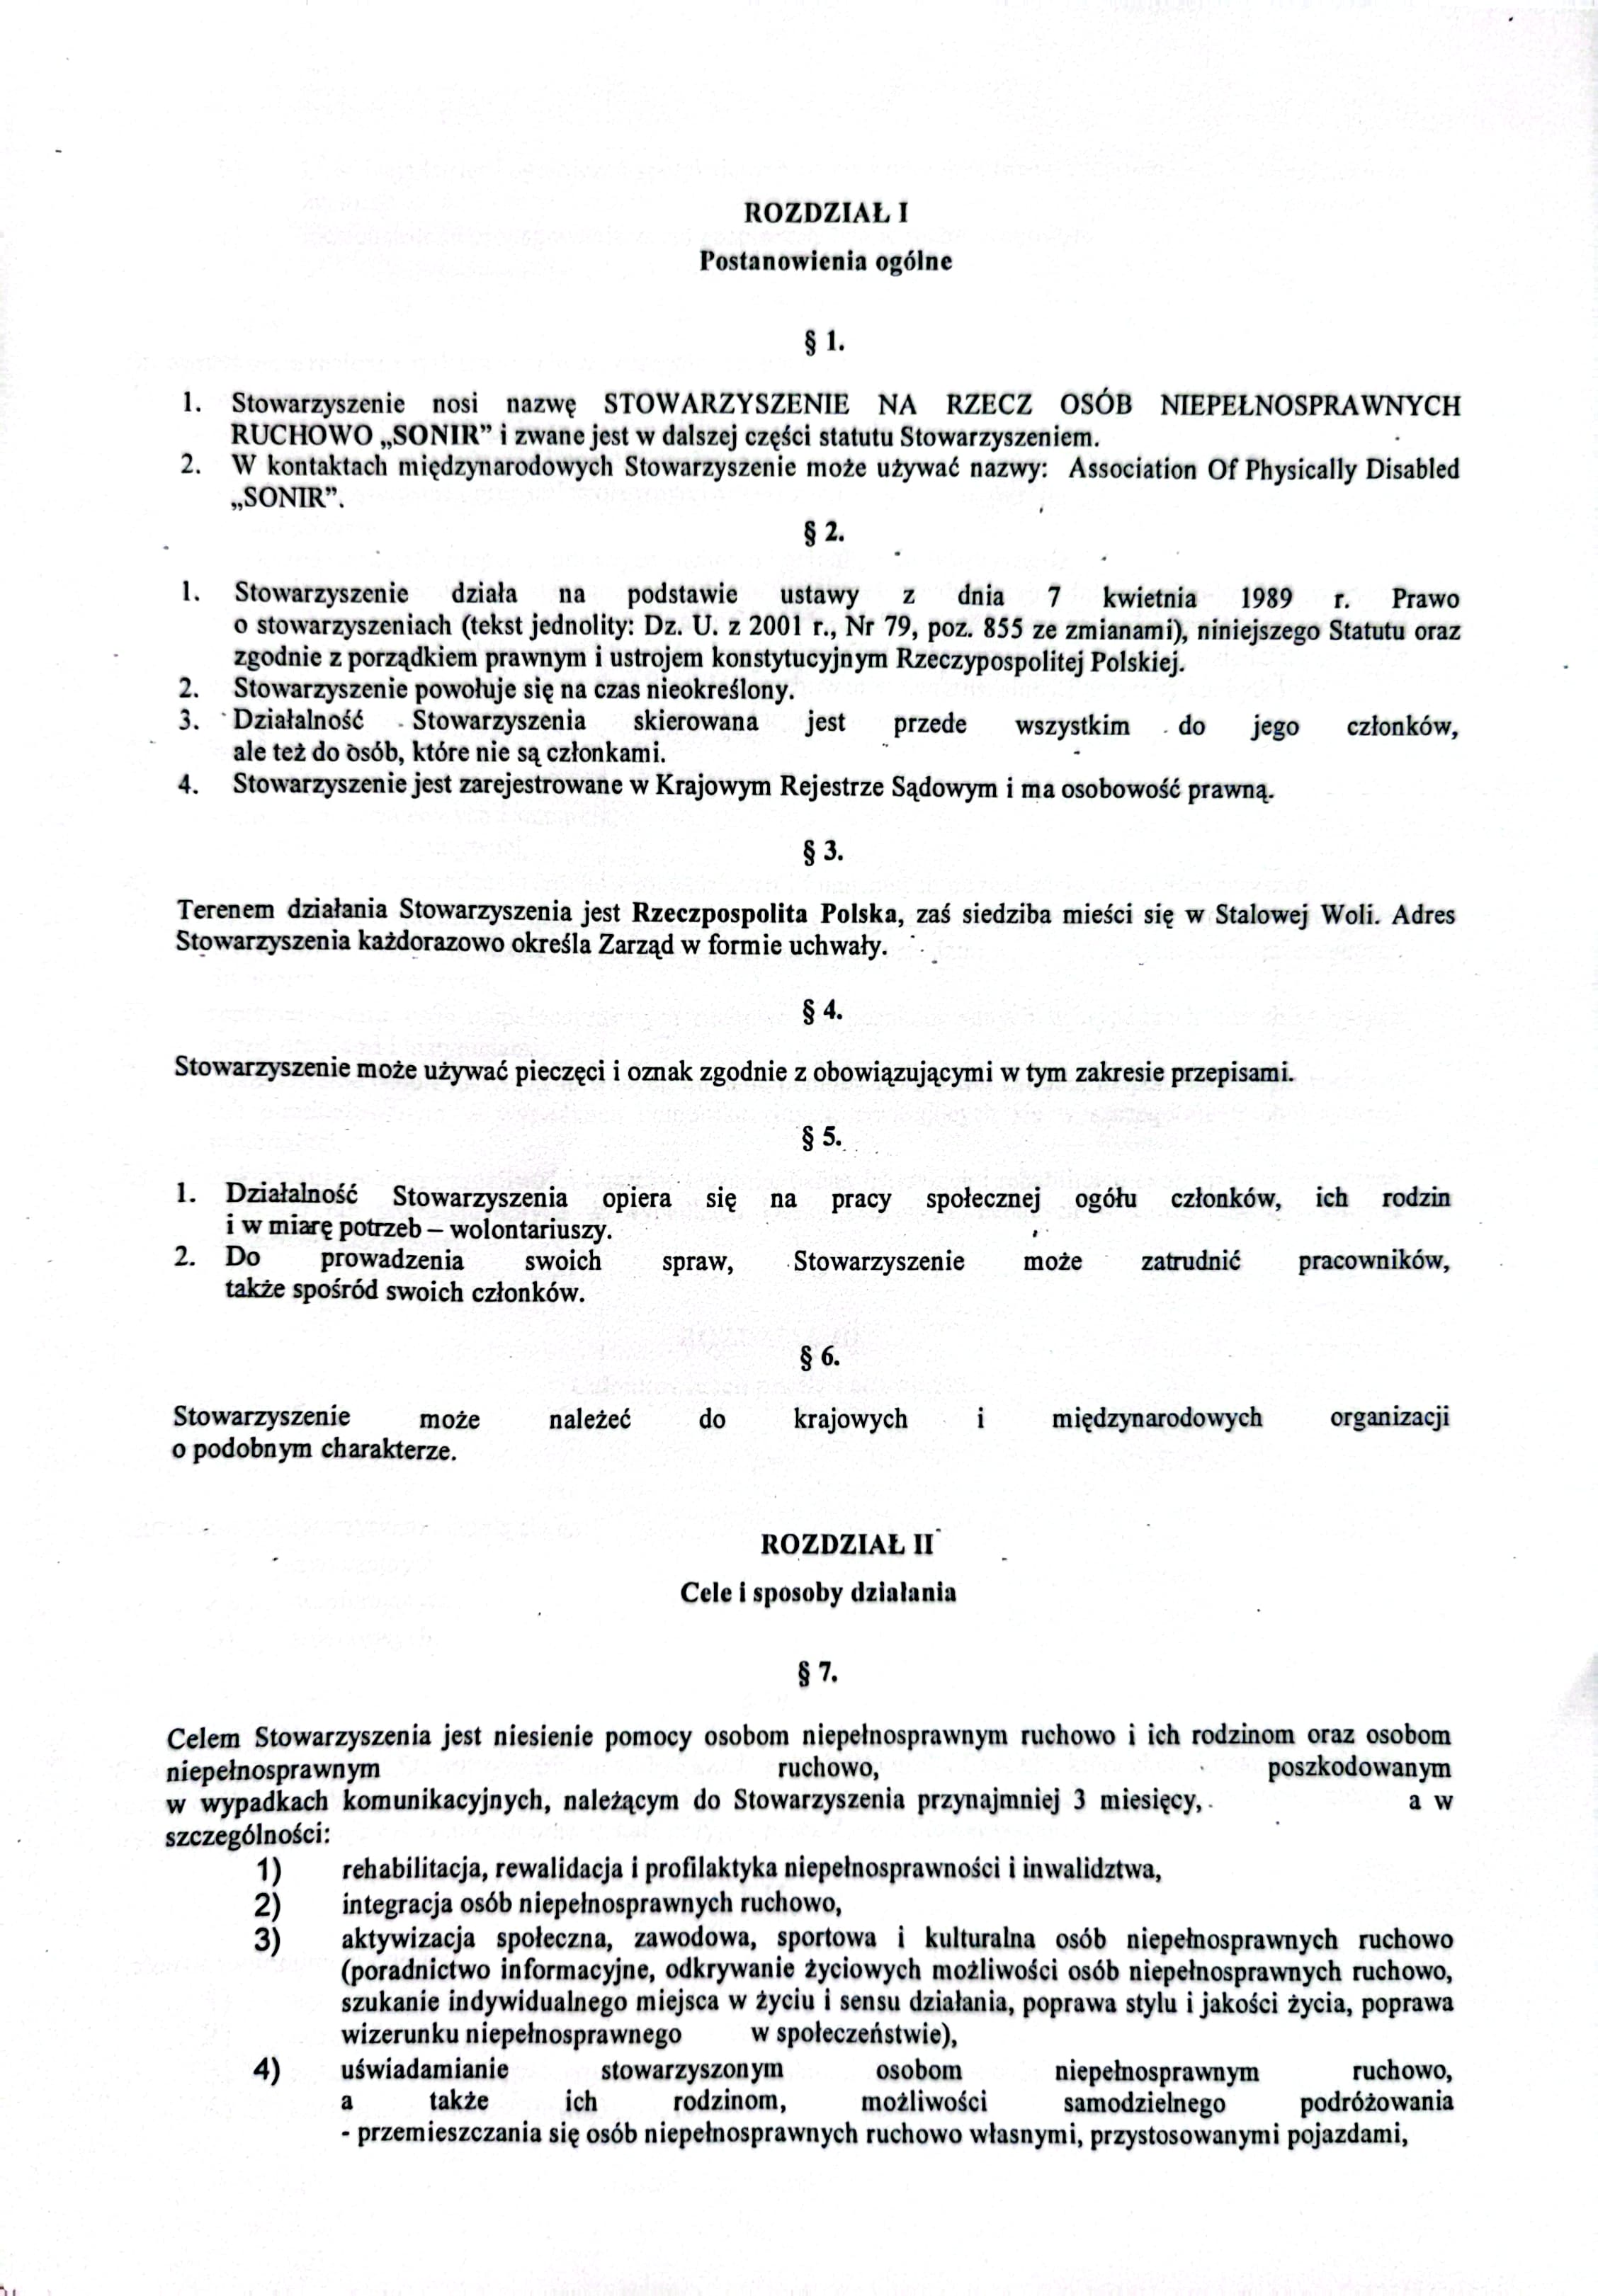 ROZDZIAŁ I
Postanowienia ogólne
§ 1.
1. Stowarzyszenie nosi nazwę STOWARZYSZENIE NA RZECZ OSÓB NIEPEŁNOSPRAWNYCH
RUCHOWO „SONIR” i zwane jest w dalszej części statutu Stowarzyszeniem.
2. W kontaktach międzynarodowych Stowarzyszenie może używać nazwy: Association Of Physically Disabled
„SONIR”.
§ 2.
1. Stowarzyszenie działa na podstawie ustawy z dnia 7 kwietnia 1989 r. Prawo
o stowarzyszeniach (tekst jednolity: Dz. U. z 2001 r., Nr 79, poz. 855 ze zmianami), niniejszego Statutu oraz
zgodnie z porządkiem prawnym i ustrojem konstytucyjnym Rzeczypospolitej Polskiej.
2. Stowarzyszenie powołuje się na czas nieokreślony.
3. Działalność Stowarzyszenia skierowana jest przede wszystkim do jego członków,
ale też do osób, które nie są członkami.
4. Stowarzyszenie jest zarejestrowane w Krajowym Rejestrze Sądowym i ma osobowość prawną.
§ 3.
Terenem działania Stowarzyszenia jest Rzeczpospolita Polska, zaś siedziba mieści się w Stalowej Woli. Adres
Stowarzyszenia każdorazowo określa Zarząd w formie uchwały.
§ 4.
Stowarzyszenie może używać pieczęci i oznak zgodnie z obowiązującymi w tym zakresie przepisami.
§ 5.
1. Działalność Stowarzyszenia opiera się na pracy społecznej ogółu członków, ich rodzin
i w miarę potrzeb – wolontariuszy.
2. Do prowadzenia swoich spraw, Stowarzyszenie może zatrudnić pracowników,
także spośród swoich członków.
§ 6.
Stowarzyszenie może należeć do krajowych i międzynarodowych organizacji
o podobnym charakterze.
ROZDZIAŁ II
Cele i sposoby działania
§ 7.
Celem Stowarzyszenia jest niesienie pomocy osobom niepełnosprawnym ruchowo i ich rodzinom oraz osobom
niepełnosprawnym ruchowo, poszkodowanym
w wypadkach komunikacyjnych, należącym do Stowarzyszenia przynajmniej 3 miesięcy, a w
szczególności:
1) rehabilitacja, rewalidacja i profilaktyka niepełnosprawności i inwalidztwa,
2) integracja osób niepełnosprawnych ruchowo,
3) aktywizacja społeczna, zawodowa, sportowa i kulturalna osób niepełnosprawnych ruchowo
(poradnictwo informacyjne, odkrywanie życiowych możliwości osób niepełnosprawnych ruchowo,
szukanie indywidualnego miejsca w życiu i sensu działania, poprawa stylu i jakości życia, poprawa
wizerunku niepełnosprawnego w społeczeństwie),
4) uświadamianie stowarzyszonym osobom niepełnosprawnym ruchowo,
a także ich rodzinom, możliwości samodzielnego podróżowania
- przemieszczania się osób niepełnosprawnych ruchowo własnymi, przystosowanymi pojazdami,